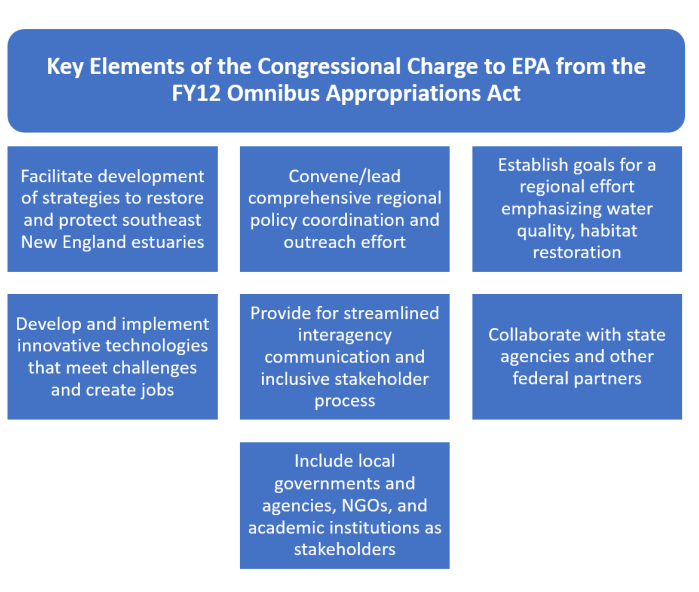 Key Elements of the Congressional Charge to EPA from the
FY12 Omnibus Appropriations Act
Facilitate development
of strategies to restore
and protect southeast
New England estuaries
Convene/lead
comprehensive regional
policy coordination and
outreach effort
Establish goals for a
regional effort
emphasizing water
quality, habitat
restoration
Develop and implement
innovative technologies
that meet challenges
and create jobs
Provide for streamlined
interagency
communication and
inclusive stakeholder
process
Collaborate with state
agencies and other
federal partners
Include local
governments and
agencies, NGOs, and
academic institutions as
stakeholders